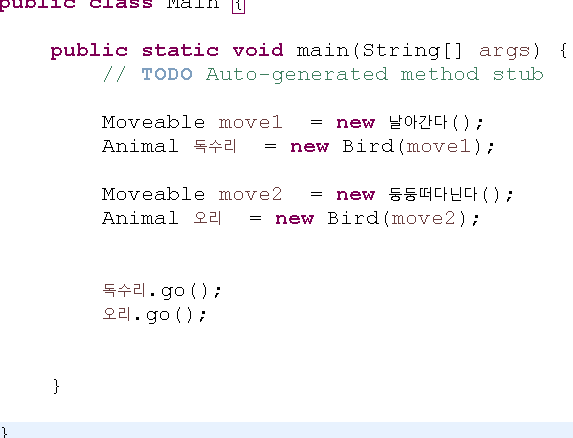 public class Main {
public static void main(String[] args) {
// TODO Auto-generated method stub
Moveable move1 = new 날아간다();
Animal 독수리 = new Bird(move1);
Moveable move2 = new 둥둥떠다닌다();
Animal 오리 = new Bird(move2);
독수리.go();
오리.go();
}
}